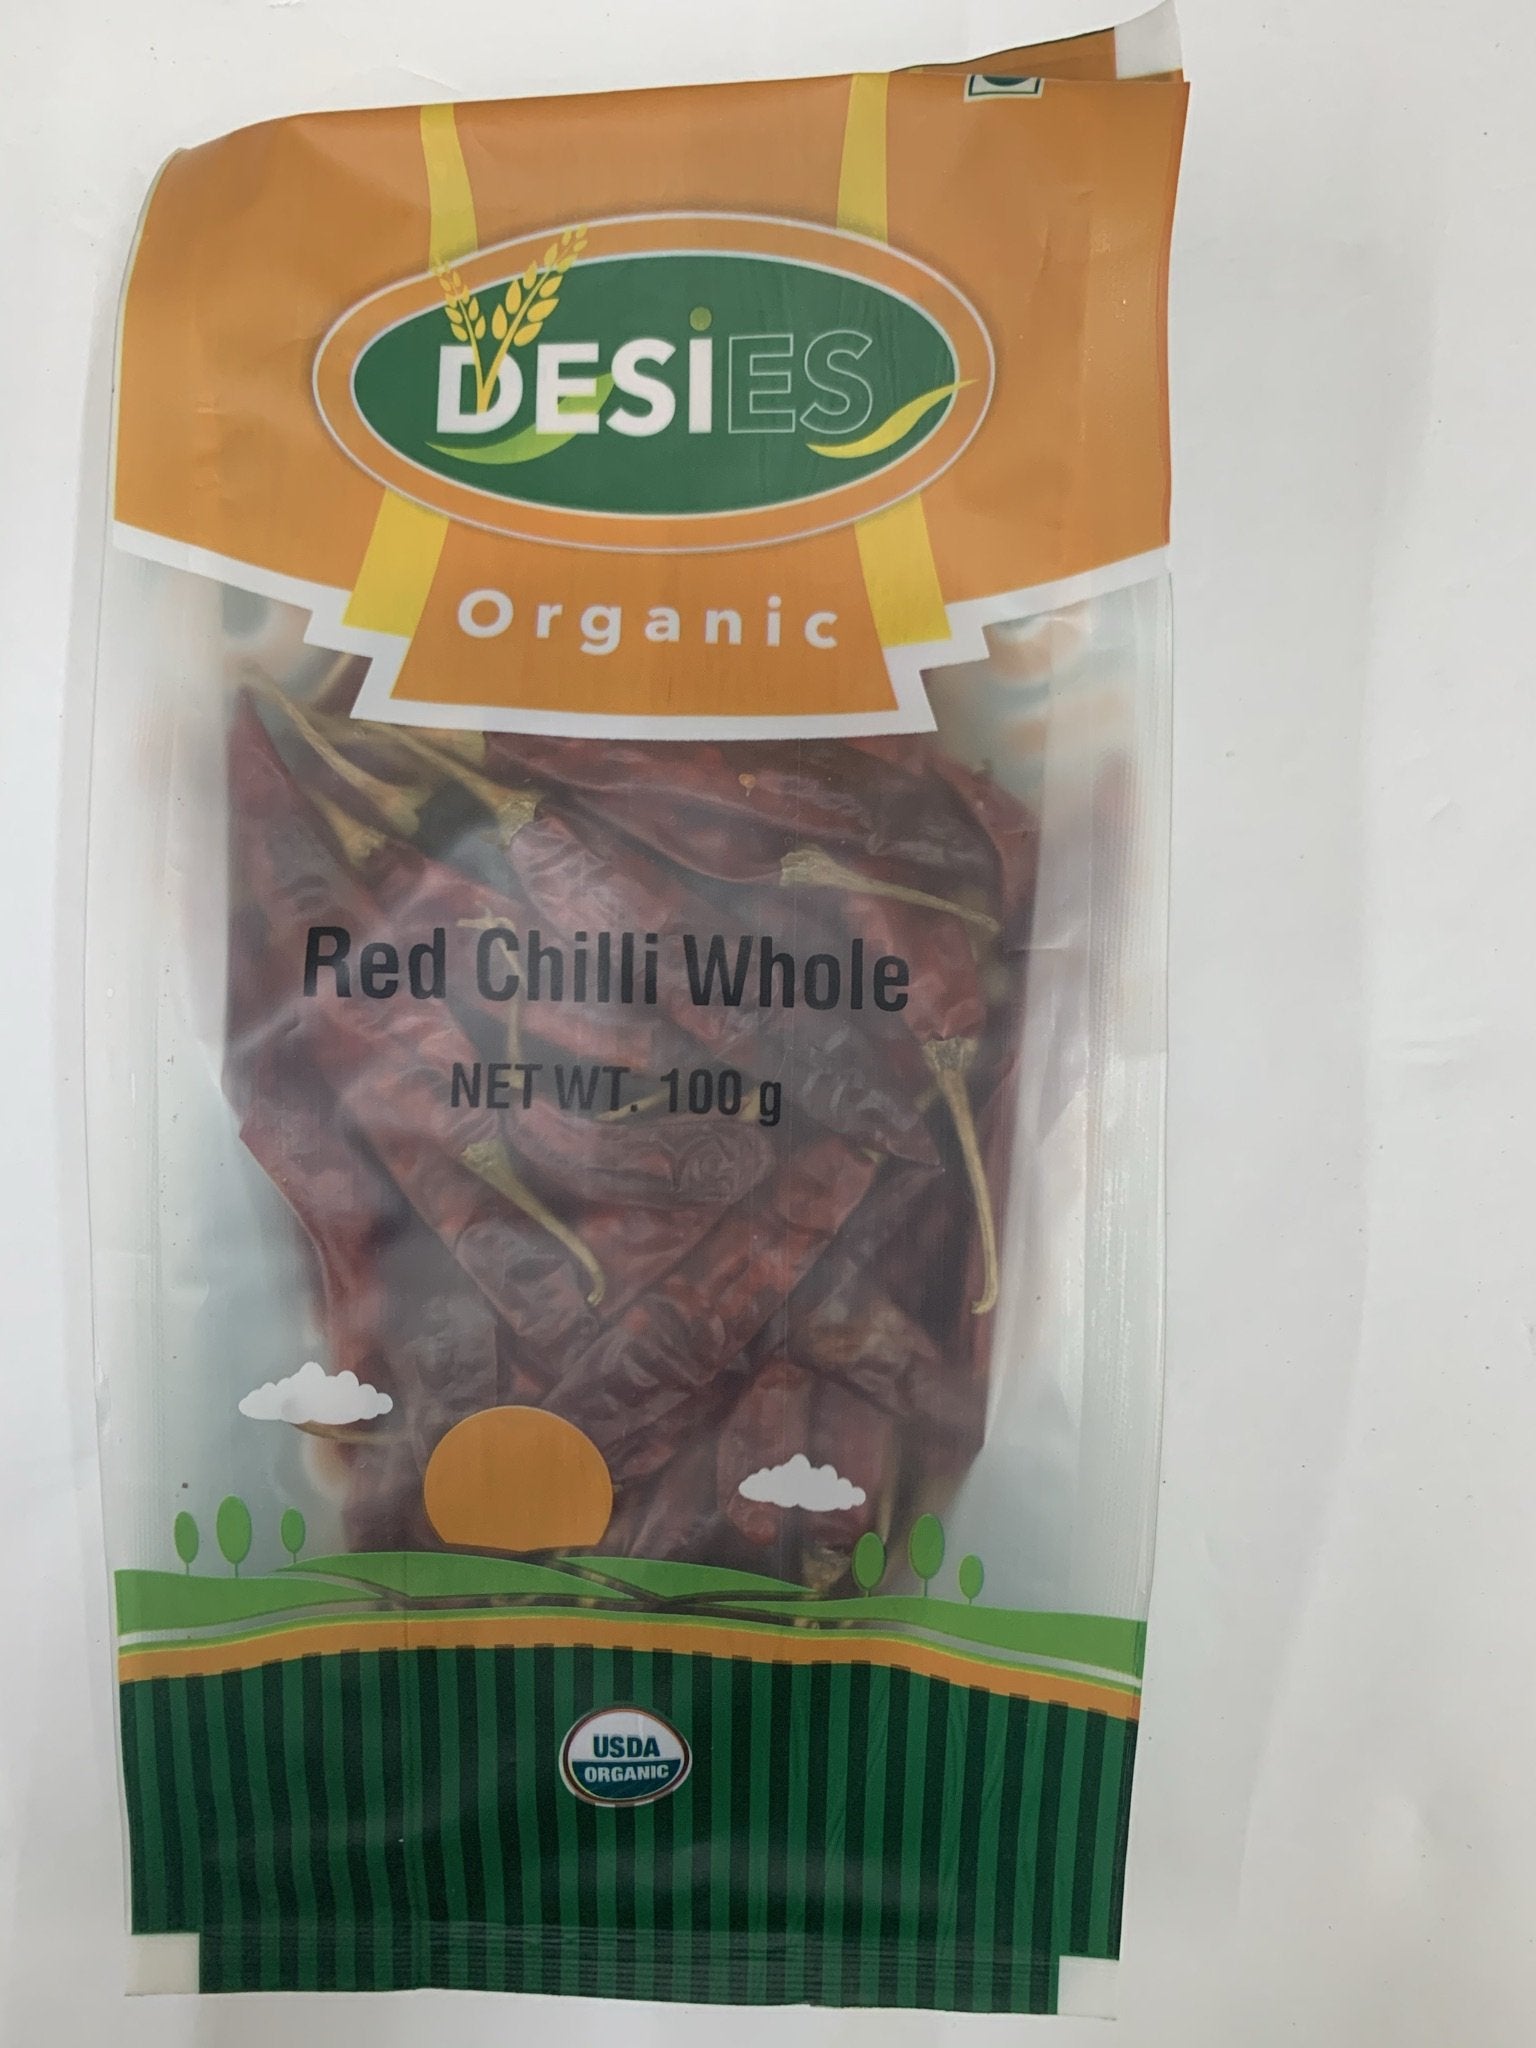 DESiES
Organic
Red Chilli Whole
NET WT. 100 g
USDA
ORGANIC